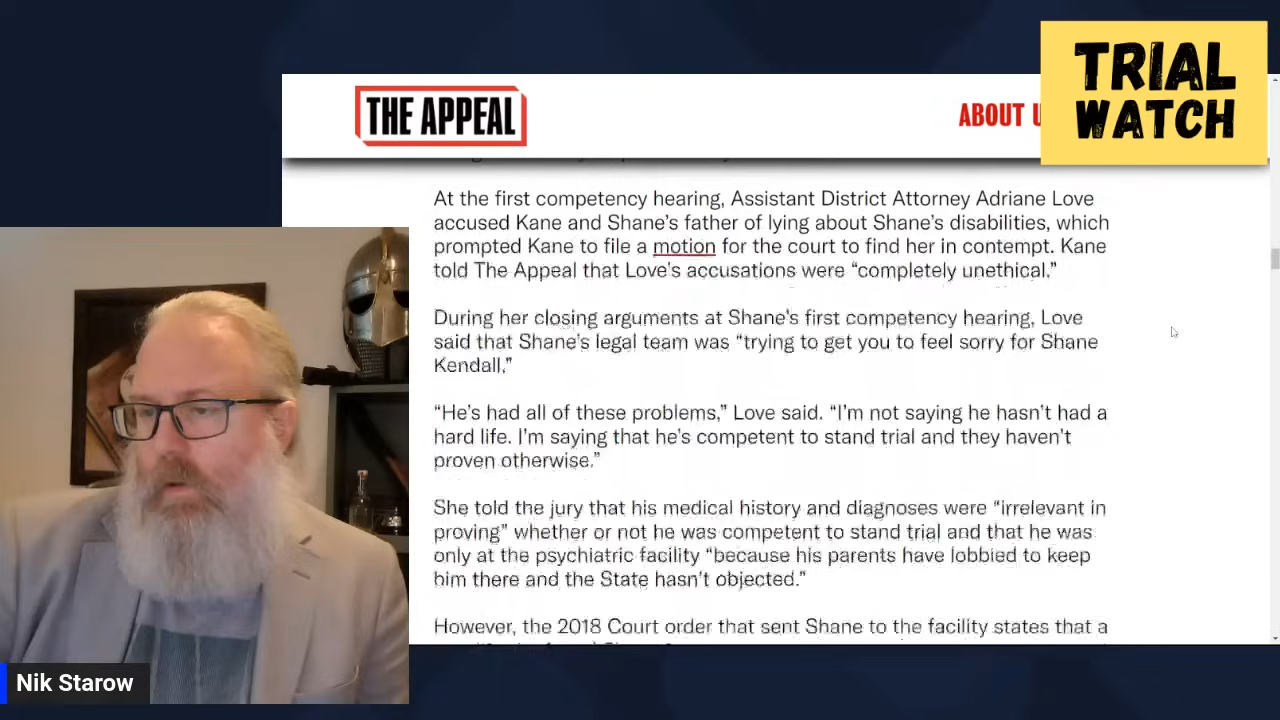 TRIAL
WATCH
THE APPEAL
ABOUT U
At the first competency hearing, Assistant District Attorney Adriane Love
accused Kane and Shane's father of lying about Shane's disabilities, which
prompted Kane to file a motion for the court to find her in contempt. Kane
told The Appeal that Love's accusations were “completely unethical.”
During her closing arguments at Shane's first competency hearing, Love
said that Shane's legal team was “trying to get you to feel sorry for Shane
Kendall,”
“He's had all of these problems,” Love said. “I'm not saying he hasn't had a
hard life. I'm saying that he's competent to stand trial and they haven't
proven otherwise.”
She told the jury that his medical history and diagnoses were “irrelevant in
proving” whether or not he was competent to stand trial and that he was
only at the psychiatric facility “because his parents have lobbied to keep
him there and the State hasn't objected.”
However, the 2018 Court order that sent Shane to the facility states that a
Nik Starow